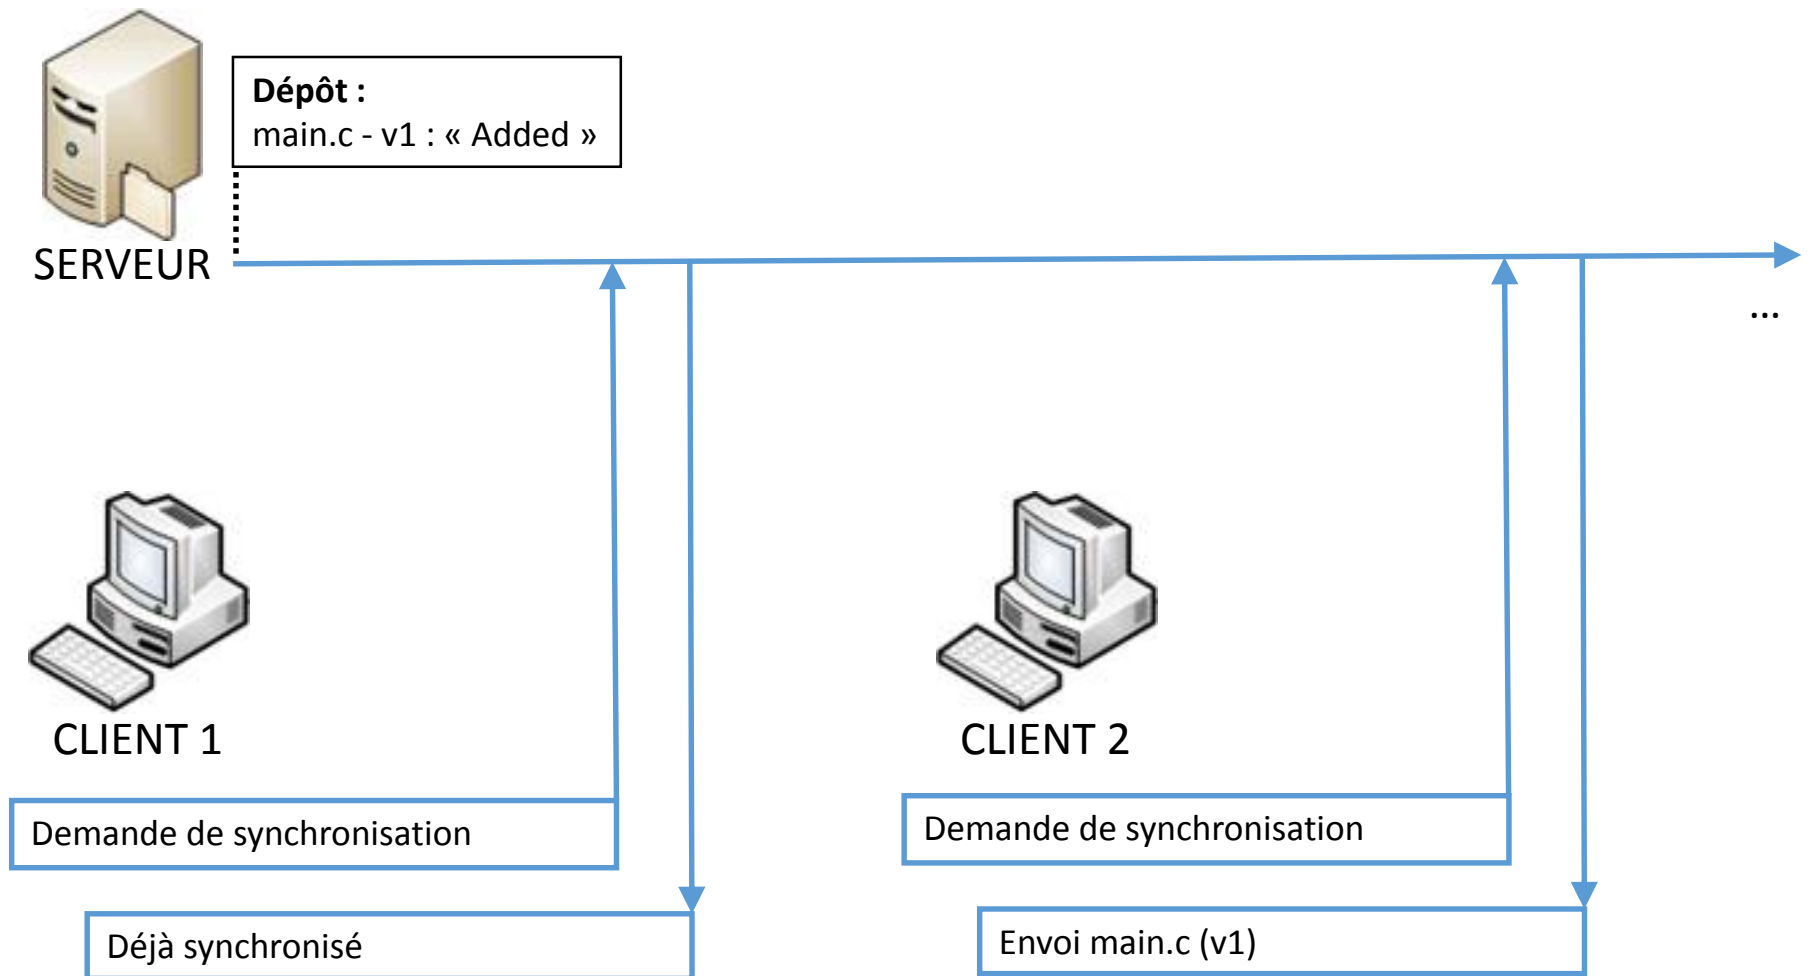 Dépôt :
main.c - v1 : « Added »
SERVEUR
...
CLIENT 1
CLIENT 2
Demande de synchronisation
Demande de synchronisation
Déjà synchronisé
Envoi main.c (v1)